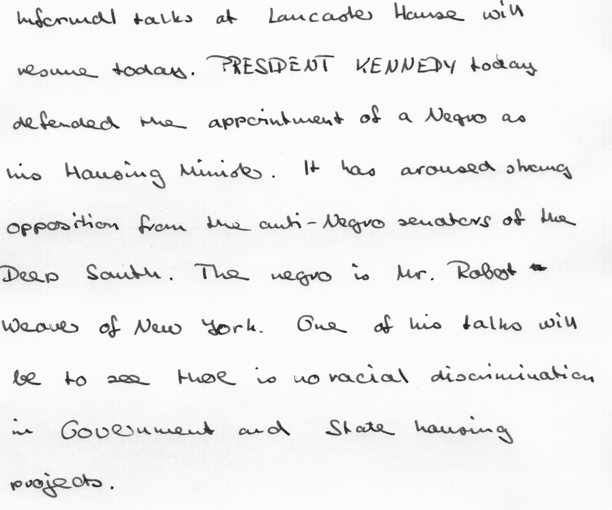 Informal talks at Lancaster House will
resume today. PRESIDENT KENNEDY today
defended the appointment of a Negro as
his Housing Minister. It has aroused strong
opposition from the anti-Negro senators of the
Deep South. The negro is Mr. Robert
Weaver of New York. One of his talks will
be to see there is no racial discrimination
in Government and State housing
projects.